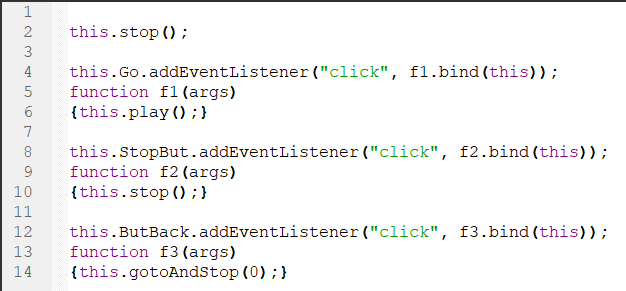 1
2 this.stop();
3
4 this.Go.addEventListener("click", f1.bind(this));
5 function f1(args)
6 {this.play();}
7
8 this.StopBut.addEventListener("click", f2.bind(this));
9 function f2(args)
10 {this.stop();}
11
12 this.ButBack.addEventListener("click", f3.bind(this));
13 function f3(args)
14 {this.gotoAndStop(0);}